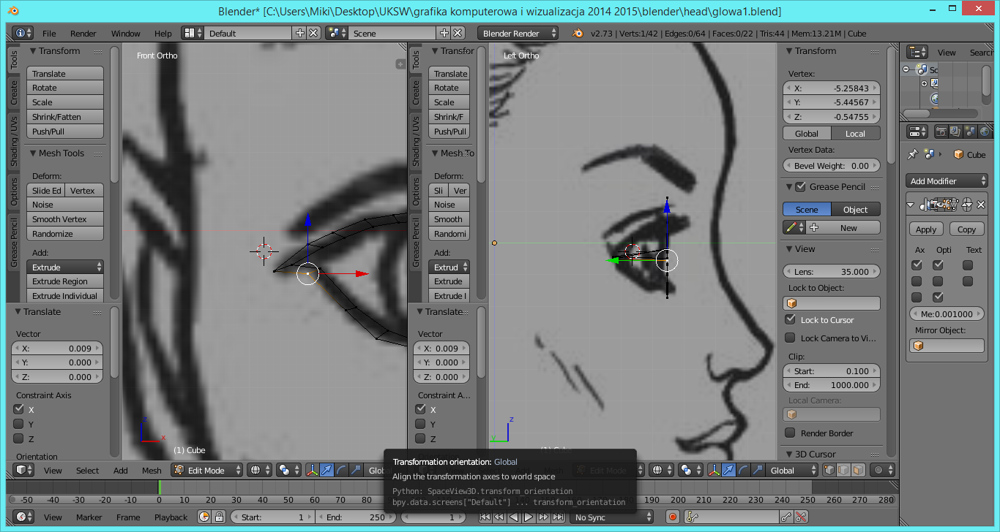 Blender* [C:\Users\Miki\Desktop\UKSW\grafika komputerowa i wizualizacja 2014 2015\blender\head\glowa1.blend]
File Render Window Help Default Scene Blender Render v2.73 | Verts:1/42 | Edges:0/64 | Faces:0/22 | Tris:44 | Mem:13.21M | Cube
Tools
Create
Shading / UVs
Options
Grease Pencil
Transform
Translate
Rotate
Scale
Shrink/Fatten
Push/Pull
Mesh Tools
Deform:
Slide Ed Vertex
Noise
Smooth Vertex
Randomize
Add:
Extrude
Extrude Region
Extrude Individual
Translate
Vector
X: 0.009
Y: 0.000
Z: 0.000
Constraint Axis
X
Y
Z
Orientation
Front Ortho
z
x
(1) Cube
Tools
Create
Shading / UVs
Options
Grease Pencil
Transfor
Translate
Rotate
Scale
Shrink/F
Push/Pull
Mesh To
Deform:
Sli Ver
Noise
Smooth
Randomi
Add:
Extrud
Extrude
Extrude I
Translate
Vector
X: 0.009
Y: 0.000
Z: 0.000
Constraint A...
X
Y
Z
Left Ortho
z
y
(1) Cube
Transform
Vertex:
X: -5.25843
Y: -5.44567
Z: -0.54755
Global Local
Vertex Data:
Bevel Weight: 0.00
Grease Pencil
Scene Object
New
View
Lens: 35.000
Lock to Object:
Lock to Cursor
Lock Camera to Vi...
Clip:
Start: 0.100
End: 1000.000
Local Camera:
Render Border
3D Cursor
View Searc
Sc
Cube
Add Modifier
Apply Copy
Ax Opti Text
Me:0.001000
Mirror Object:
View Select Add Mesh Edit Mode Globa
Mesh Edit Mode Global
Transformation orientation: Global
Align the transformation axes to world space
Python: SpaceView3D.transform_orientation
bpy.data.screens["Default"] ... transform_orientation
-50 -40 -30 -20 -10 0 10 20 30 40 50 60 70 80 130 140 150 160 170 180 190 200 210 220 230 240 250 260 270 280
View Marker Frame Playback Start: 1 End: 250 1 No Sync